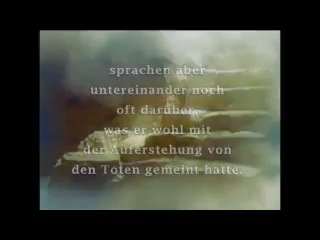 sprachen aber
untereinander noch
oft darüber,
was er wohl mit
der Auferstehung von
den Toten gemeint hatte.